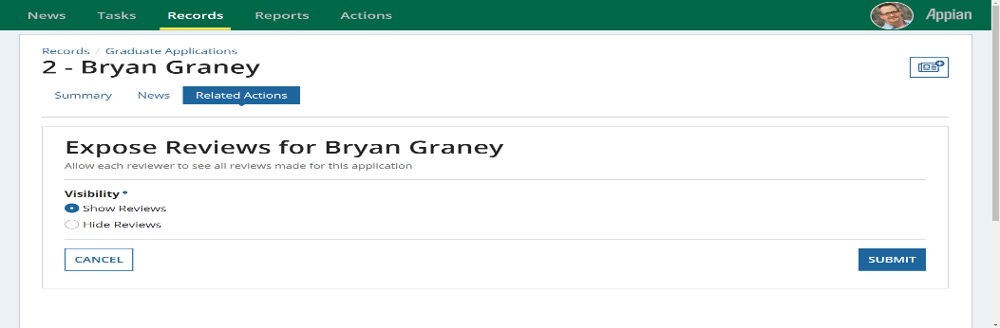 News Tasks Records Reports Actions Appian
Records / Graduate Applications
2 - Bryan Graney
Summary News Related Actions
Expose Reviews for Bryan Graney
Allow each reviewer to see all reviews made for this application
Visibility *
Show Reviews
Hide Reviews
CANCEL SUBMIT